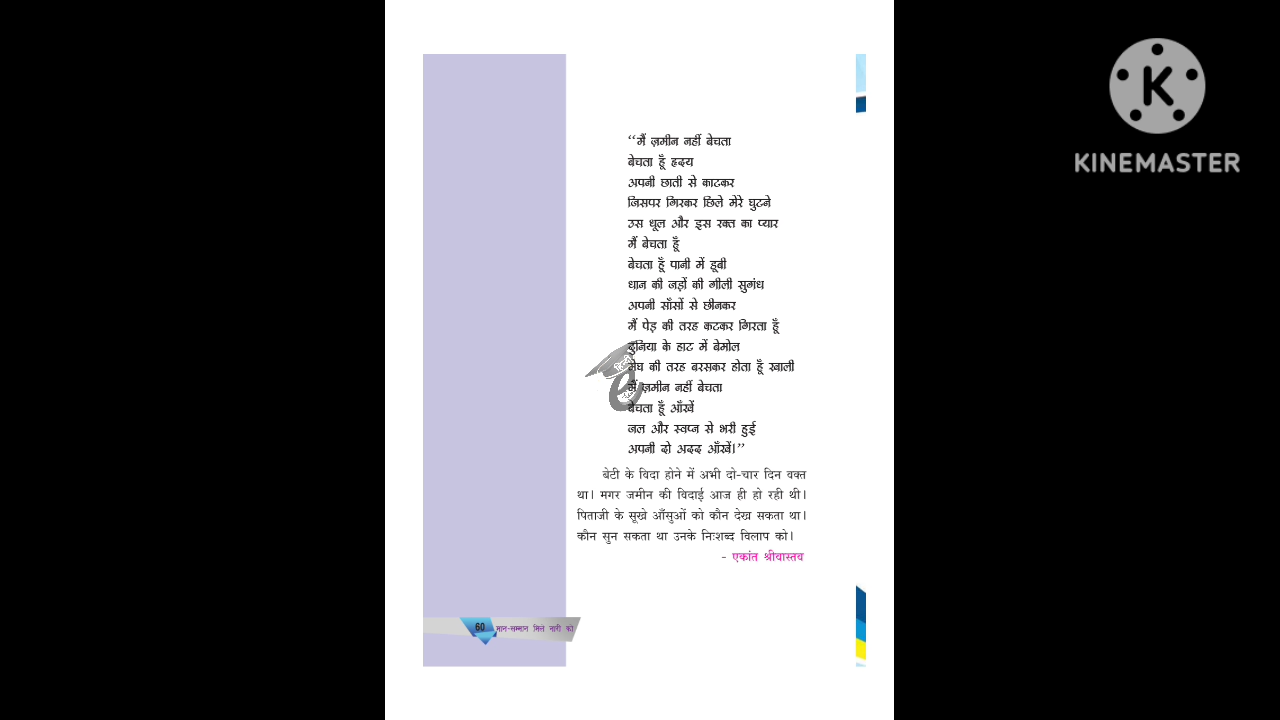 ‘‘मैं ज़मीन नहीं बेचता
बेचता हूँ हृदय
अपनी छाती से काटकर
जिसपर गिरकर छिले मेरे घुटने
उस धूल और इस रक्त का प्यार
मैं बेचता हूँ
बेचता हूँ पानी में डूबी
धान की जड़ों की गीली सुगंध
अपनी साँसों से छीनकर
मैं पेड़ की तरह कटकर गिरता हूँ
दुनिया के हाट में बेमोल
मेघ की तरह बरसकर होता हूँ खाली
मैं ज़मीन नहीं बेचता
बेचता हूँ आँखें
जल और स्वप्न से भरी हुई
अपनी दो अदद आँखें।’’
बेटी के विदा होने में अभी दो-चार दिन वक्त
था। मगर जमीन की विदाई आज ही हो रही थी।
पिताजी के सूखे आँसुओं को कौन देख सकता था।
कौन सुन सकता था उनके निःशब्द विलाप को।
- एकांत श्रीवास्तव
60 मान-सम्मान मिले नारी को
KINEMASTER